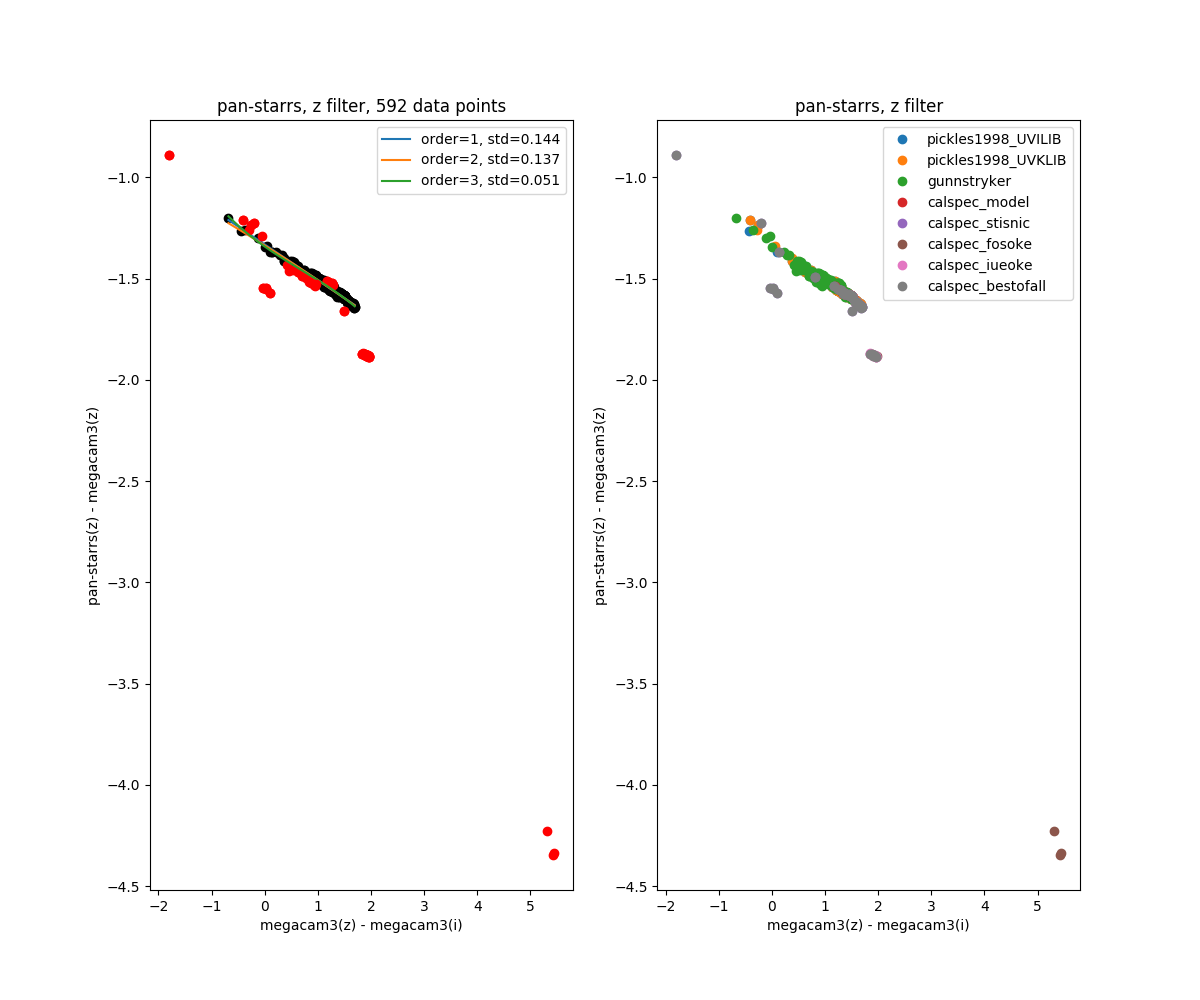 pan-starrs, z filter, 592 data points
order=1, std=0.144
order=2, std=0.137
order=3, std=0.051
−1.0
−1.5
−2.0
−2.5
−3.0
−3.5
−4.0
−4.5
pan-starrs(z) - megacam3(z)
−2 −1 0 1 2 3 4 5
megacam3(z) - megacam3(i)
pan-starrs, z filter
pickles1998_UVILIB
pickles1998_UVKLIB
gunnstryker
calspec_model
calspec_stisnic
calspec_fosoke
calspec_iueoke
calspec_bestofall
−1.0
−1.5
−2.0
−2.5
−3.0
−3.5
−4.0
−4.5
pan-starrs(z) - megacam3(z)
−2 −1 0 1 2 3 4 5
megacam3(z) - megacam3(i)